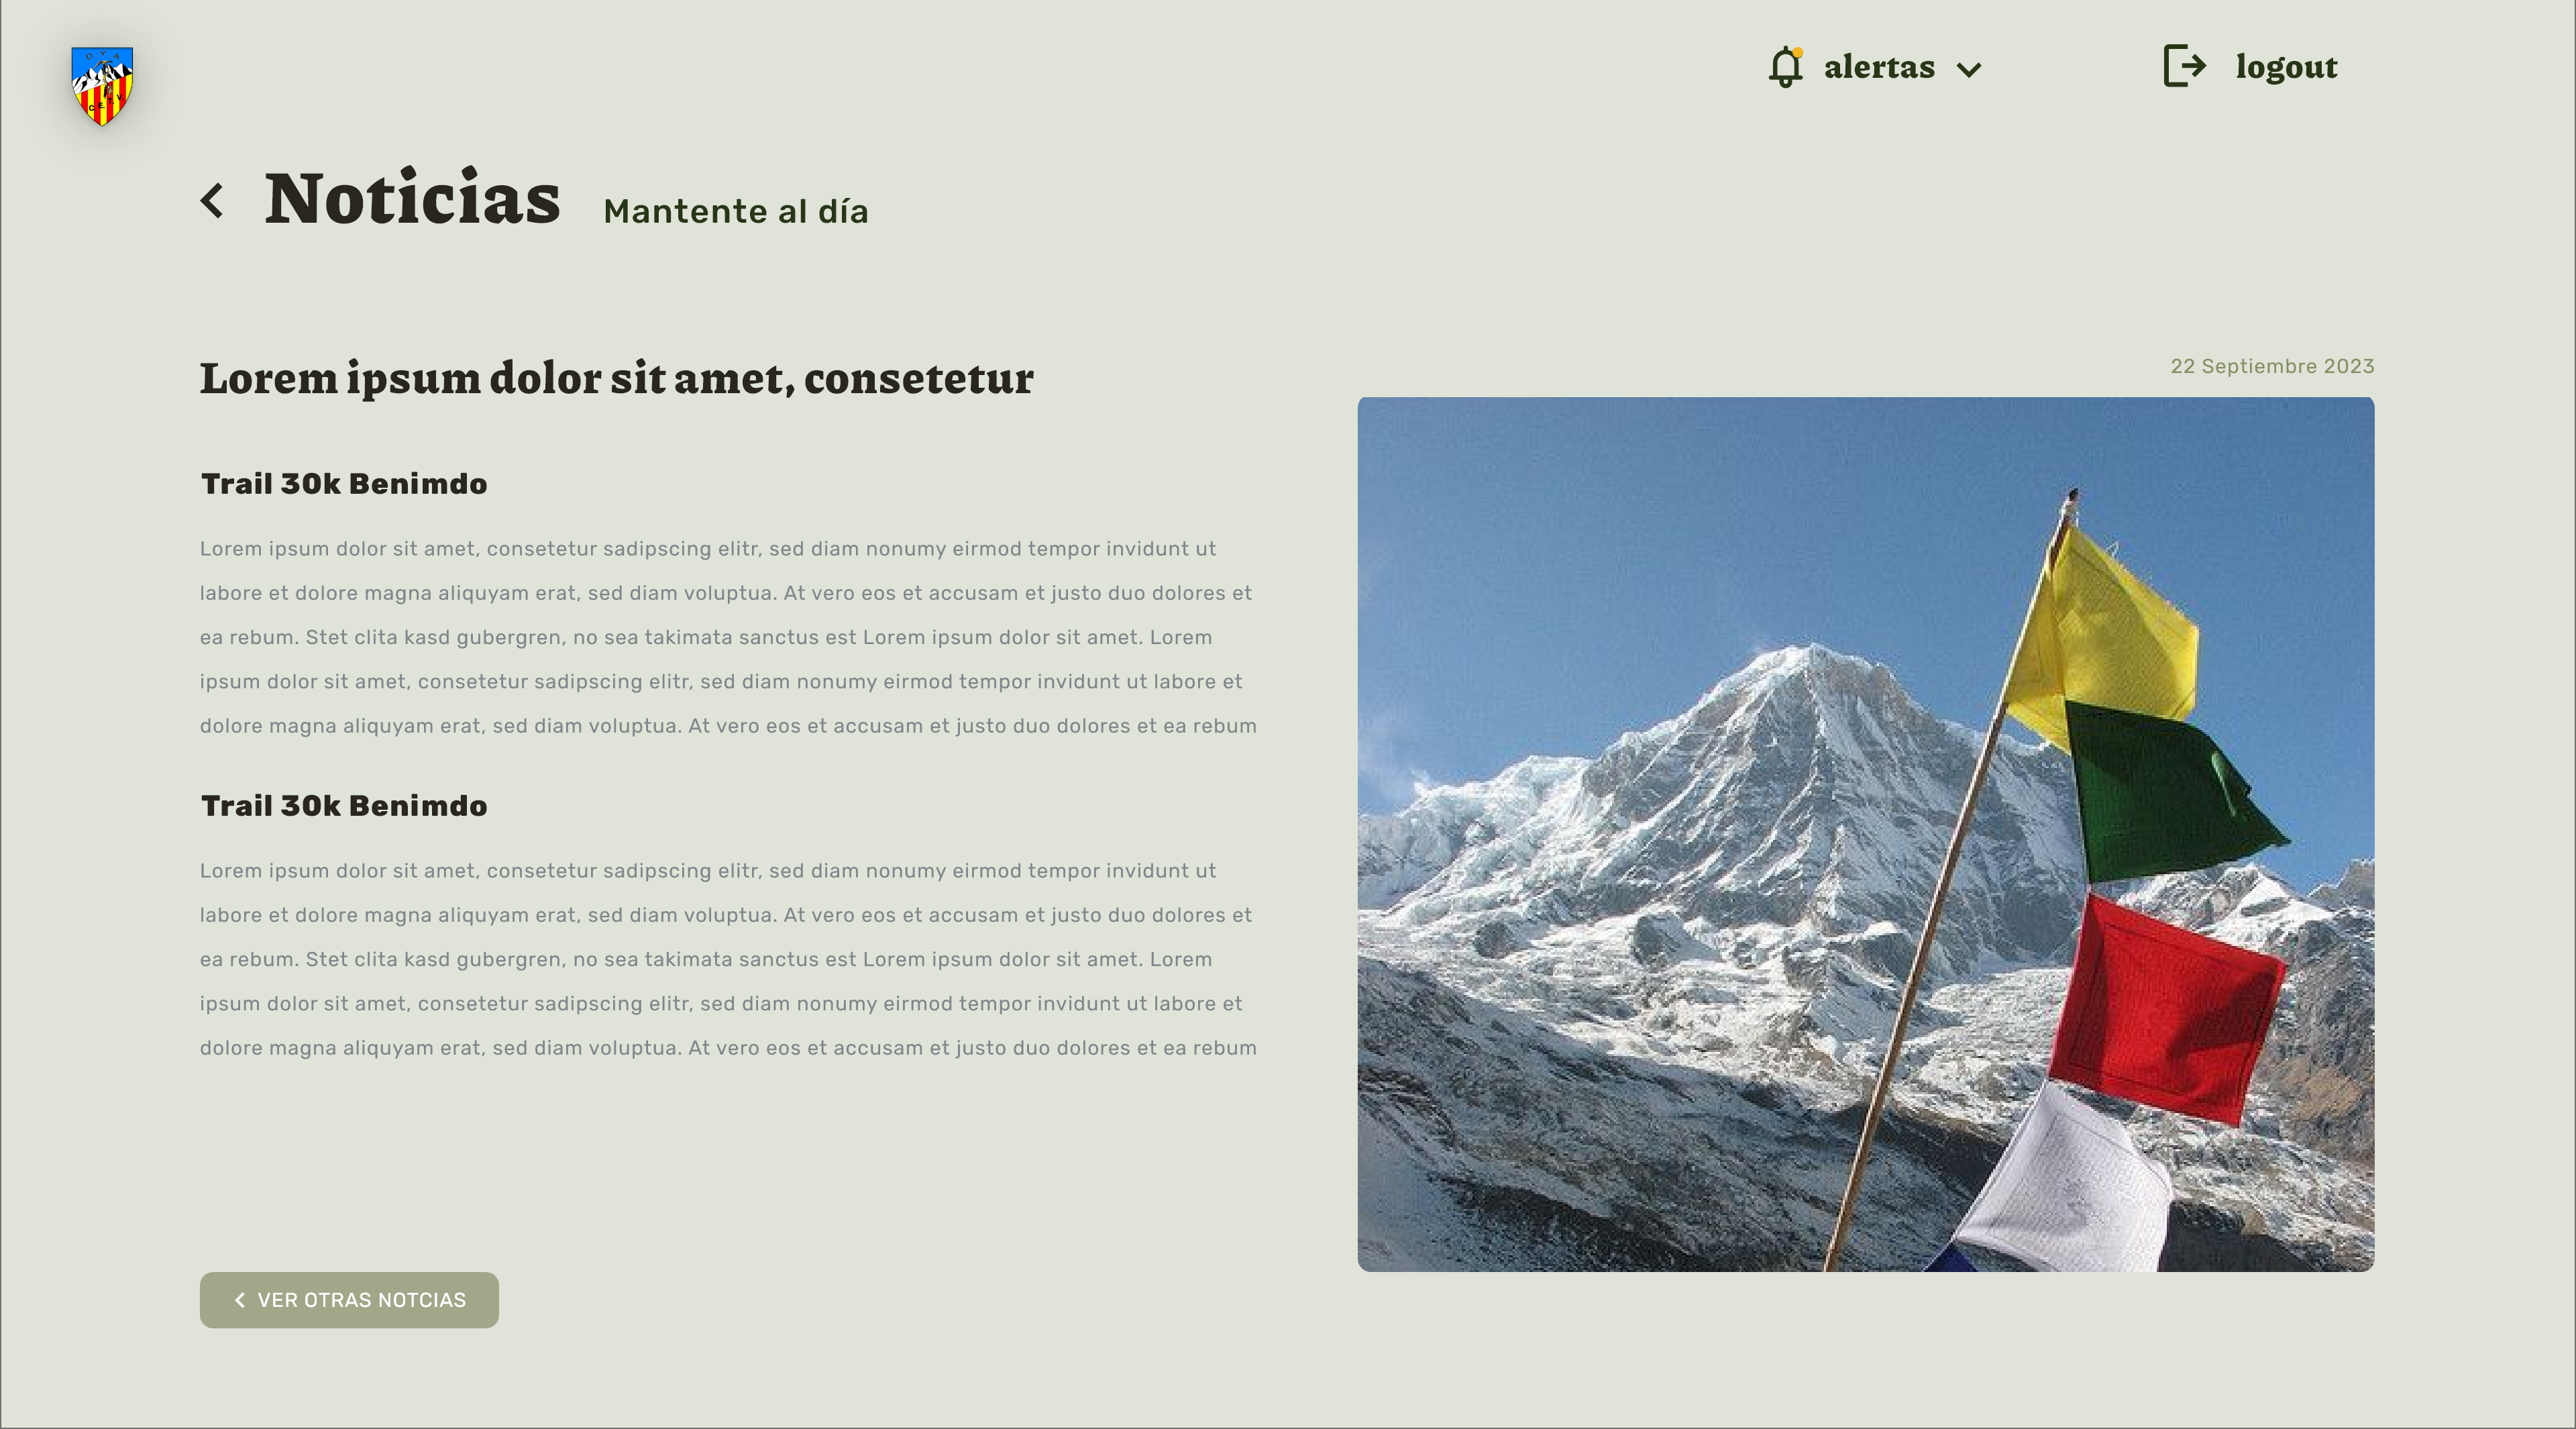 alertas
logout
Noticias
Mantente al día
Lorem ipsum dolor sit amet, consetetur
22 Septiembre 2023
Trail 30k Benimdo
Lorem ipsum dolor sit amet, consetetur sadipscing elitr, sed diam nonumy eirmod tempor invidunt ut
labore et dolore magna aliquyam erat, sed diam voluptua. At vero eos et accusam et justo duo dolores et
ea rebum. Stet clita kasd gubergren, no sea takimata sanctus est Lorem ipsum dolor sit amet. Lorem
ipsum dolor sit amet, consetetur sadipscing elitr, sed diam nonumy eirmod tempor invidunt ut labore et
dolore magna aliquyam erat, sed diam voluptua. At vero eos et accusam et justo duo dolores et ea rebum
Trail 30k Benimdo
Lorem ipsum dolor sit amet, consetetur sadipscing elitr, sed diam nonumy eirmod tempor invidunt ut
labore et dolore magna aliquyam erat, sed diam voluptua. At vero eos et accusam et justo duo dolores et
ea rebum. Stet clita kasd gubergren, no sea takimata sanctus est Lorem ipsum dolor sit amet. Lorem
ipsum dolor sit amet, consetetur sadipscing elitr, sed diam nonumy eirmod tempor invidunt ut labore et
dolore magna aliquyam erat, sed diam voluptua. At vero eos et accusam et justo duo dolores et ea rebum
VER OTRAS NOTCIAS